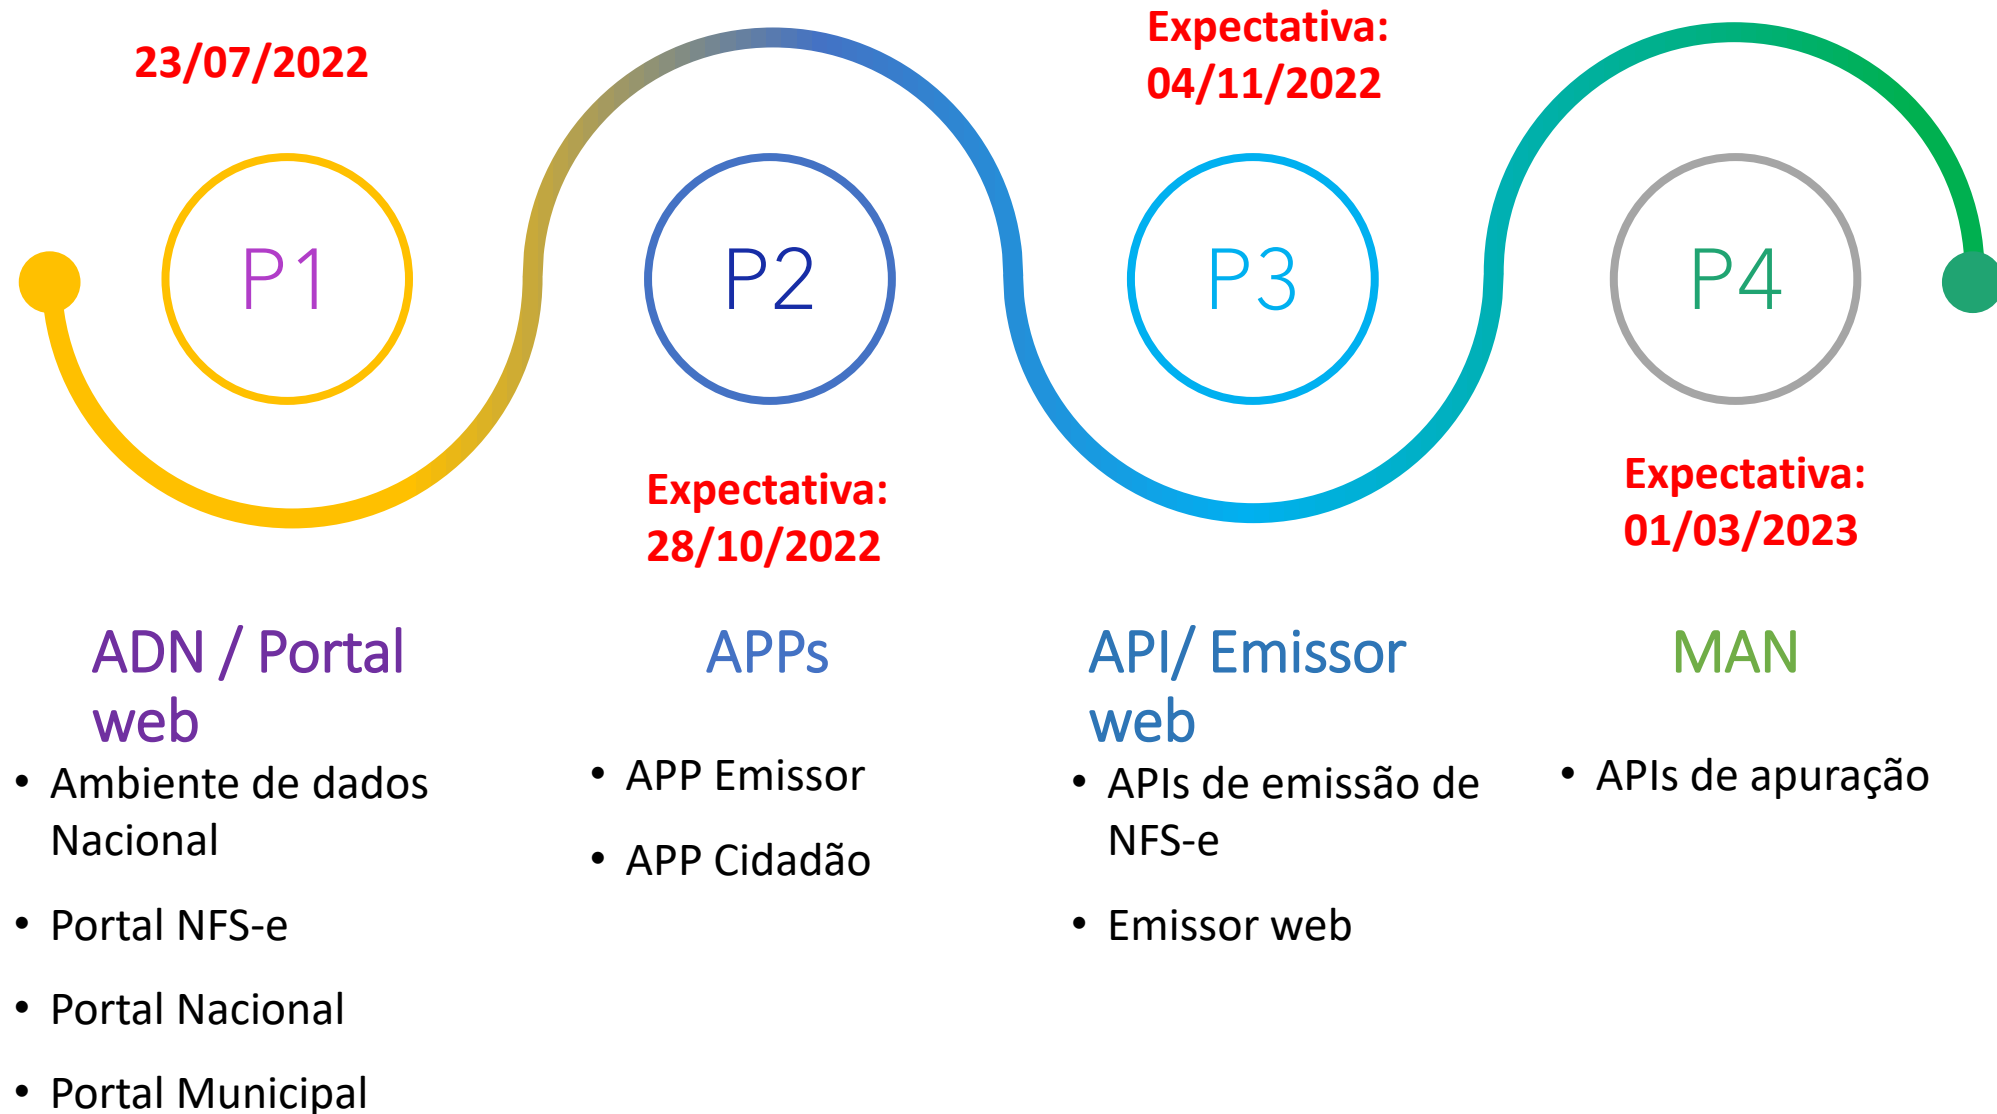 23/07/2022
P1
ADN / Portal
web
• Ambiente de dados
Nacional
• Portal NFS-e
• Portal Nacional
• Portal Municipal
P2
Expectativa:
28/10/2022
APPs
• APP Emissor
• APP Cidadão
Expectativa:
04/11/2022
P3
API/ Emissor
web
• APIs de emissão de
NFS-e
• Emissor web
P4
Expectativa:
01/03/2023
MAN
• APIs de apuração